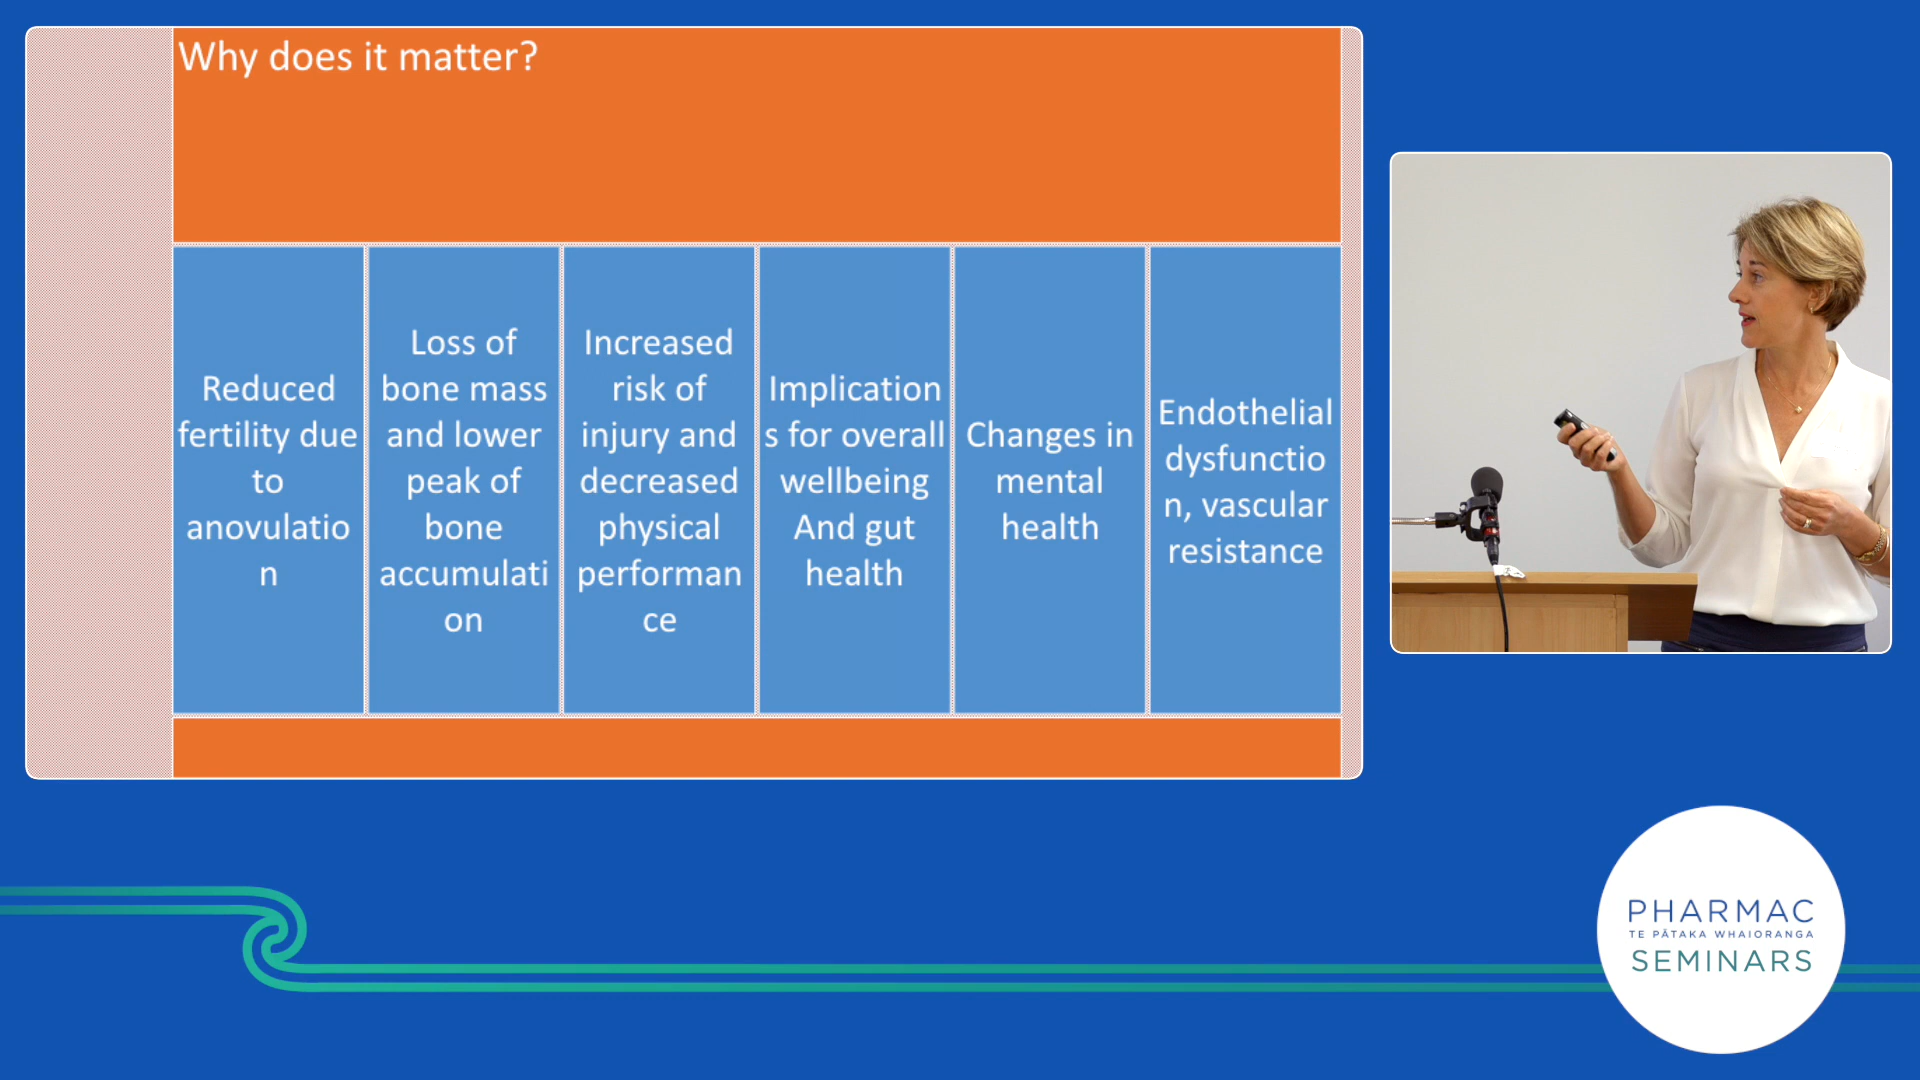 Why does it matter?
Reduced
fertility due
to
anovulatio
n
Loss of
bone mass
and lower
peak of
bone
accumulati
on
Increased
risk of
injury and
decreased
physical
performan
ce
Implication
s for overall
wellbeing
And gut
health
Changes in
mental
health
Endothelial
dysfunctio
n, vascular
resistance
PHARMAC
TE PĀTAKA WHAIORANGA
SEMINARS